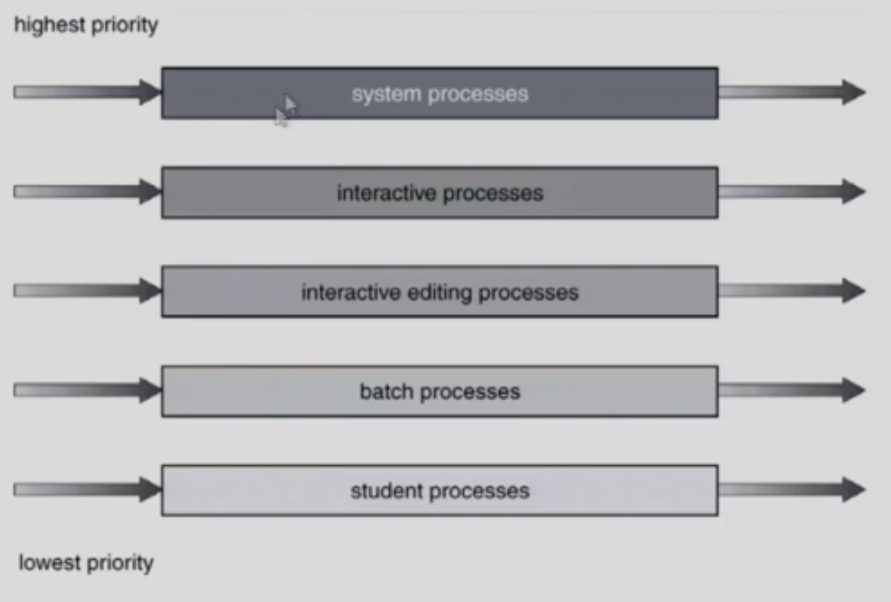 highest priority
system processes
interactive processes
interactive editing processes
batch processes
student processes
lowest priority